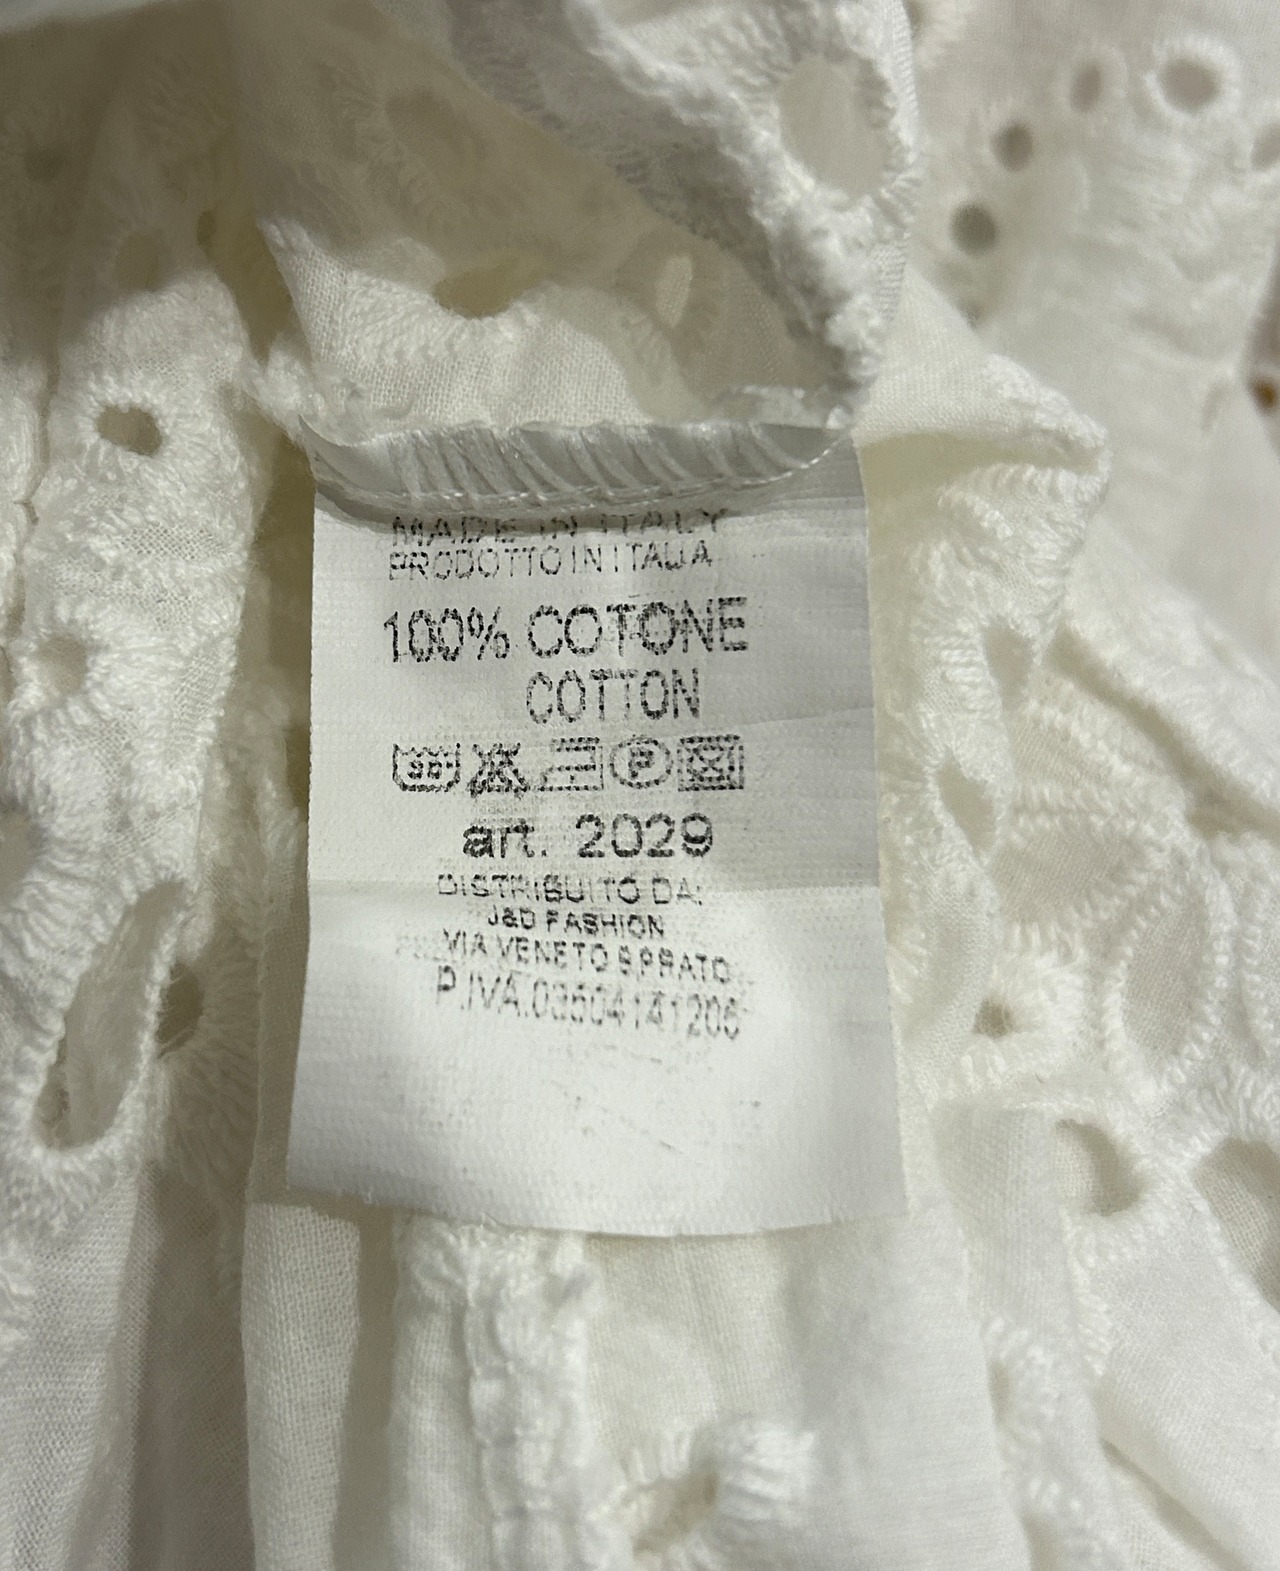 MADE IN ITALY
PRODOTTO IN ITALIA
100% COTONE
COTTON
30° P
art. 2029
DISTRIBUITO DA:
J&D FASHION
VIA VENETO 9,PRATO
P.IVA.